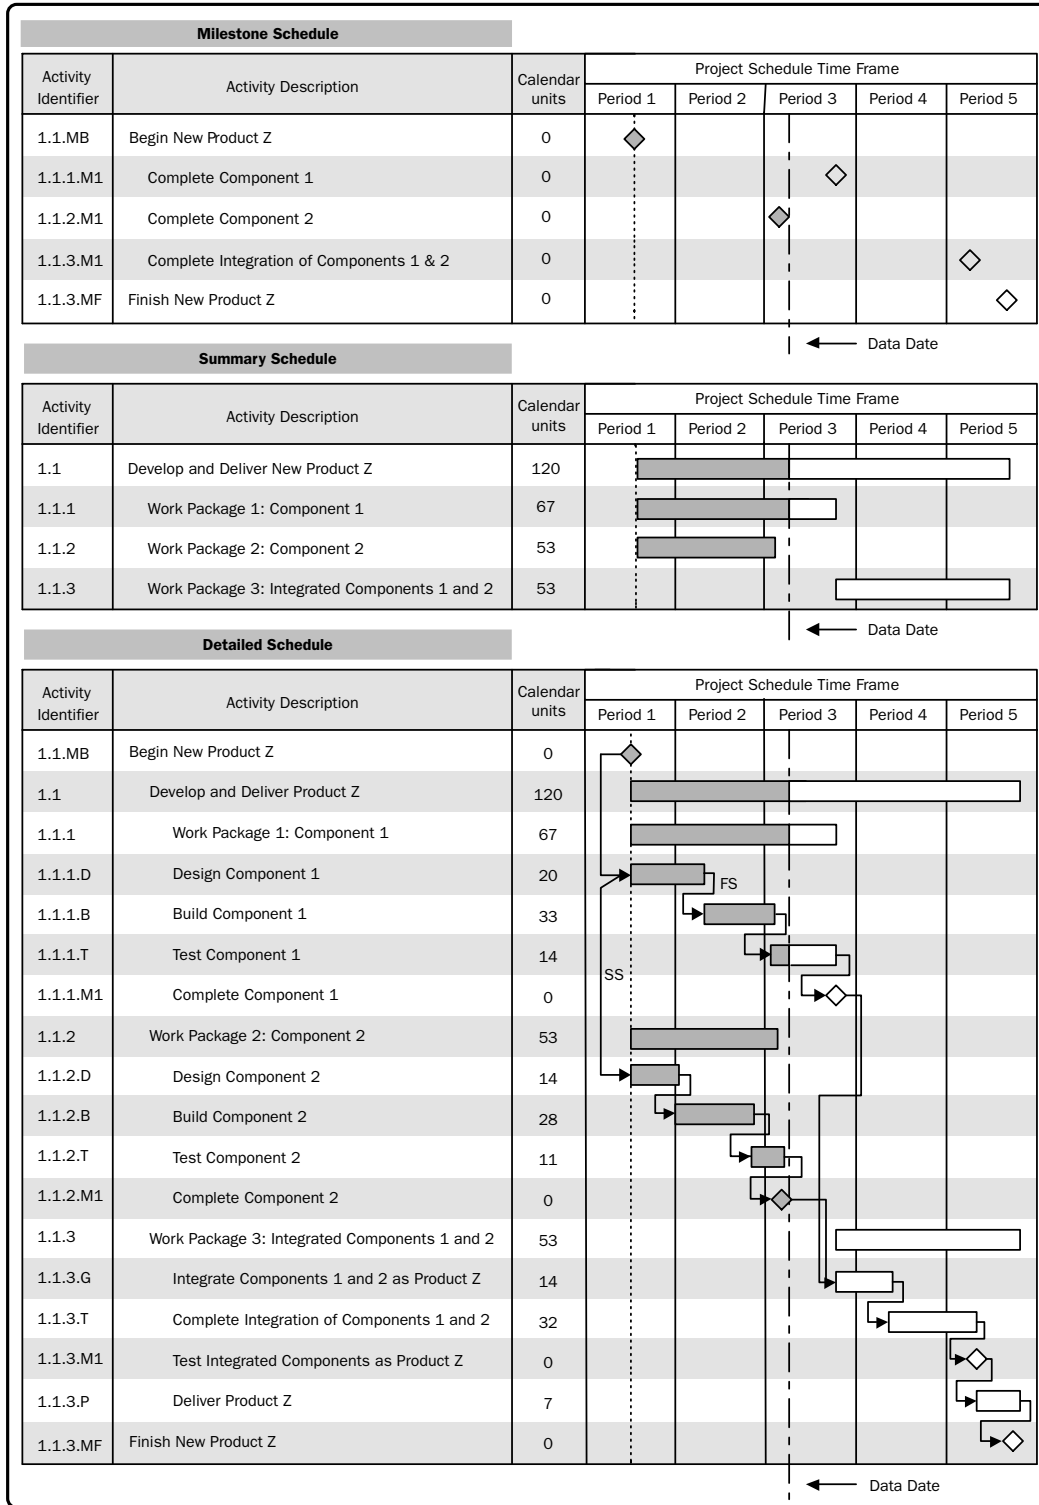 Milestone Schedule
Activity Identifier Activity Description Calendar units Project Schedule Time Frame
Period 1 Period 2 Period 3 Period 4 Period 5
1.1.MB Begin New Product Z 0
1.1.1.M1 Complete Component 1 0
1.1.2.M1 Complete Component 2 0
1.1.3.M1 Complete Integration of Components 1 & 2 0
1.1.3.MF Finish New Product Z 0
Data Date
Summary Schedule
Activity Identifier Activity Description Calendar units Project Schedule Time Frame
Period 1 Period 2 Period 3 Period 4 Period 5
1.1 Develop and Deliver New Product Z 120
1.1.1 Work Package 1: Component 1 67
1.1.2 Work Package 2: Component 2 53
1.1.3 Work Package 3: Integrated Components 1 and 2 53
Data Date
Detailed Schedule
Activity Identifier Activity Description Calendar units Project Schedule Time Frame
Period 1 Period 2 Period 3 Period 4 Period 5
1.1.MB Begin New Product Z 0
1.1 Develop and Deliver Product Z 120
1.1.1 Work Package 1: Component 1 67
1.1.1.D Design Component 1 20 FS
1.1.1.B Build Component 1 33
1.1.1.T Test Component 1 14
SS
1.1.1.M1 Complete Component 1 0
1.1.2 Work Package 2: Component 2 53
1.1.2.D Design Component 2 14
1.1.2.B Build Component 2 28
1.1.2.T Test Component 2 11
1.1.2.M1 Complete Component 2 0
1.1.3 Work Package 3: Integrated Components 1 and 2 53
1.1.3.G Integrate Components 1 and 2 as Product Z 14
1.1.3.T Complete Integration of Components 1 and 2 32
1.1.3.M1 Test Integrated Components as Product Z 0
1.1.3.P Deliver Product Z 7
1.1.3.MF Finish New Product Z 0
Data Date